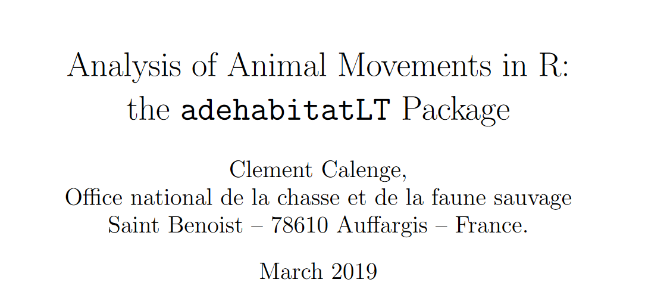 Analysis of Animal Movements in R:
the adehabitatLT Package
Clement Calenge,
Office national de la chasse et de la faune sauvage
Saint Benoist – 78610 Auffargis – France.
March 2019